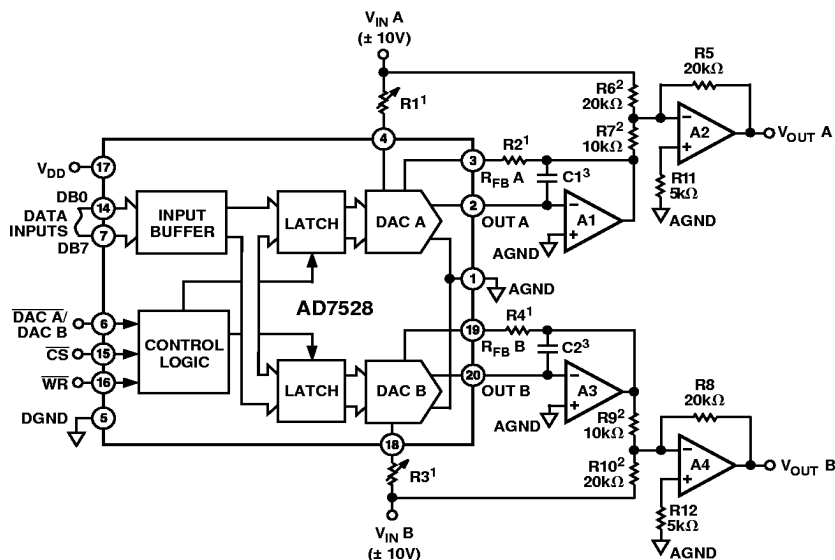 V_IN A
(± 10V)
R1¹
R6²
20kΩ
R5
20kΩ
R7²
10kΩ
A2
V_OUT A
R11
5kΩ
AGND
4
3
R2¹
R_FB A
C1³
2
OUT A
A1
AGND
V_DD
17
DB0
14
DATA
INPUTS
7
DB7
INPUT
BUFFER
LATCH
DAC A
1
AGND
AD7528
D̅A̅C̅ ̅A̅/
DAC B
6
C̅S̅
15
W̅R̅
16
DGND
5
CONTROL
LOGIC
LATCH
DAC B
19
R4¹
R_FB B
C2³
20
OUT B
A3
AGND
R9²
10kΩ
R8
20kΩ
R10²
20kΩ
A4
V_OUT B
R12
5kΩ
AGND
18
R3¹
V_IN B
(± 10V)